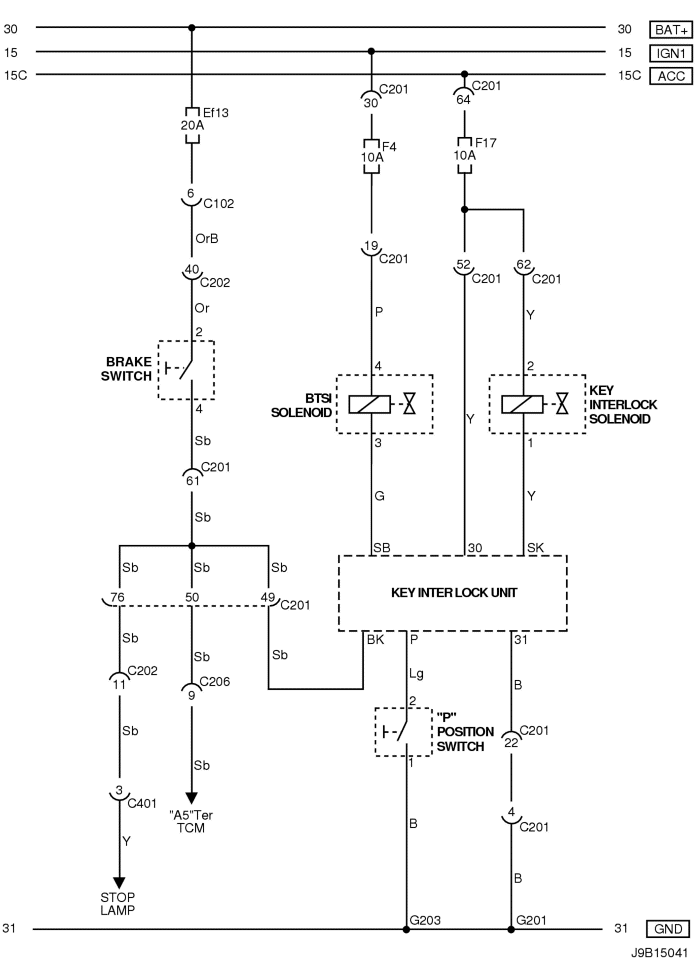 30
30
BAT+
15
15
IGN1
15C
15C
ACC
C201
30
C201
64
Ef13
20A
F4
10A
F17
10A
6
C102
OrB
19
C201
40
C202
52
C201
62
C201
Or
P
Y
2
BRAKE
SWITCH
4
4
BTSI
SOLENOID
3
2
KEY
INTERLOCK
SOLENOID
1
Y
Sb
C201
61
G
Y
Sb
SB
30
SK
Sb
Sb
Sb
KEY INTER LOCK UNIT
76
50
49
C201
BK
P
31
Sb
Sb
Sb
C202
11
C206
9
Lg
B
2
"P"
POSITION
SWITCH
1
C201
22
Sb
Sb
3
C401
"A5"Ter
TCM
4
C201
B
Y
B
STOP
LAMP
31
G203
G201
31
GND
J9B15041